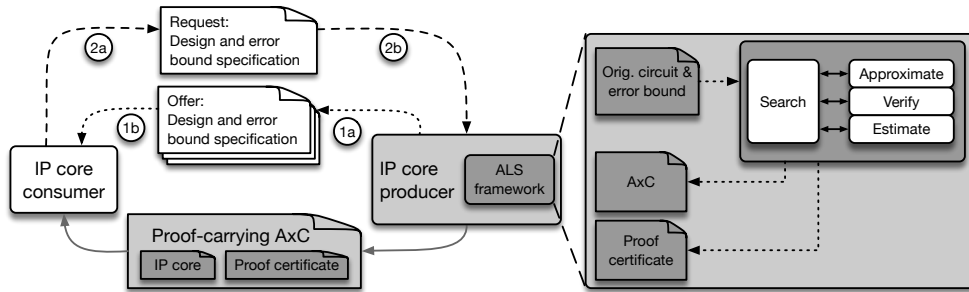 Request:
Design and error
bound specification
2a
2b
Offer:
Design and error
bound specification
1b
1a
IP core
consumer
IP core
producer
ALS
framework
Proof-carrying AxC
IP core
Proof certificate
Orig. circuit &
error bound
Search
Approximate
Verify
Estimate
AxC
Proof
certificate